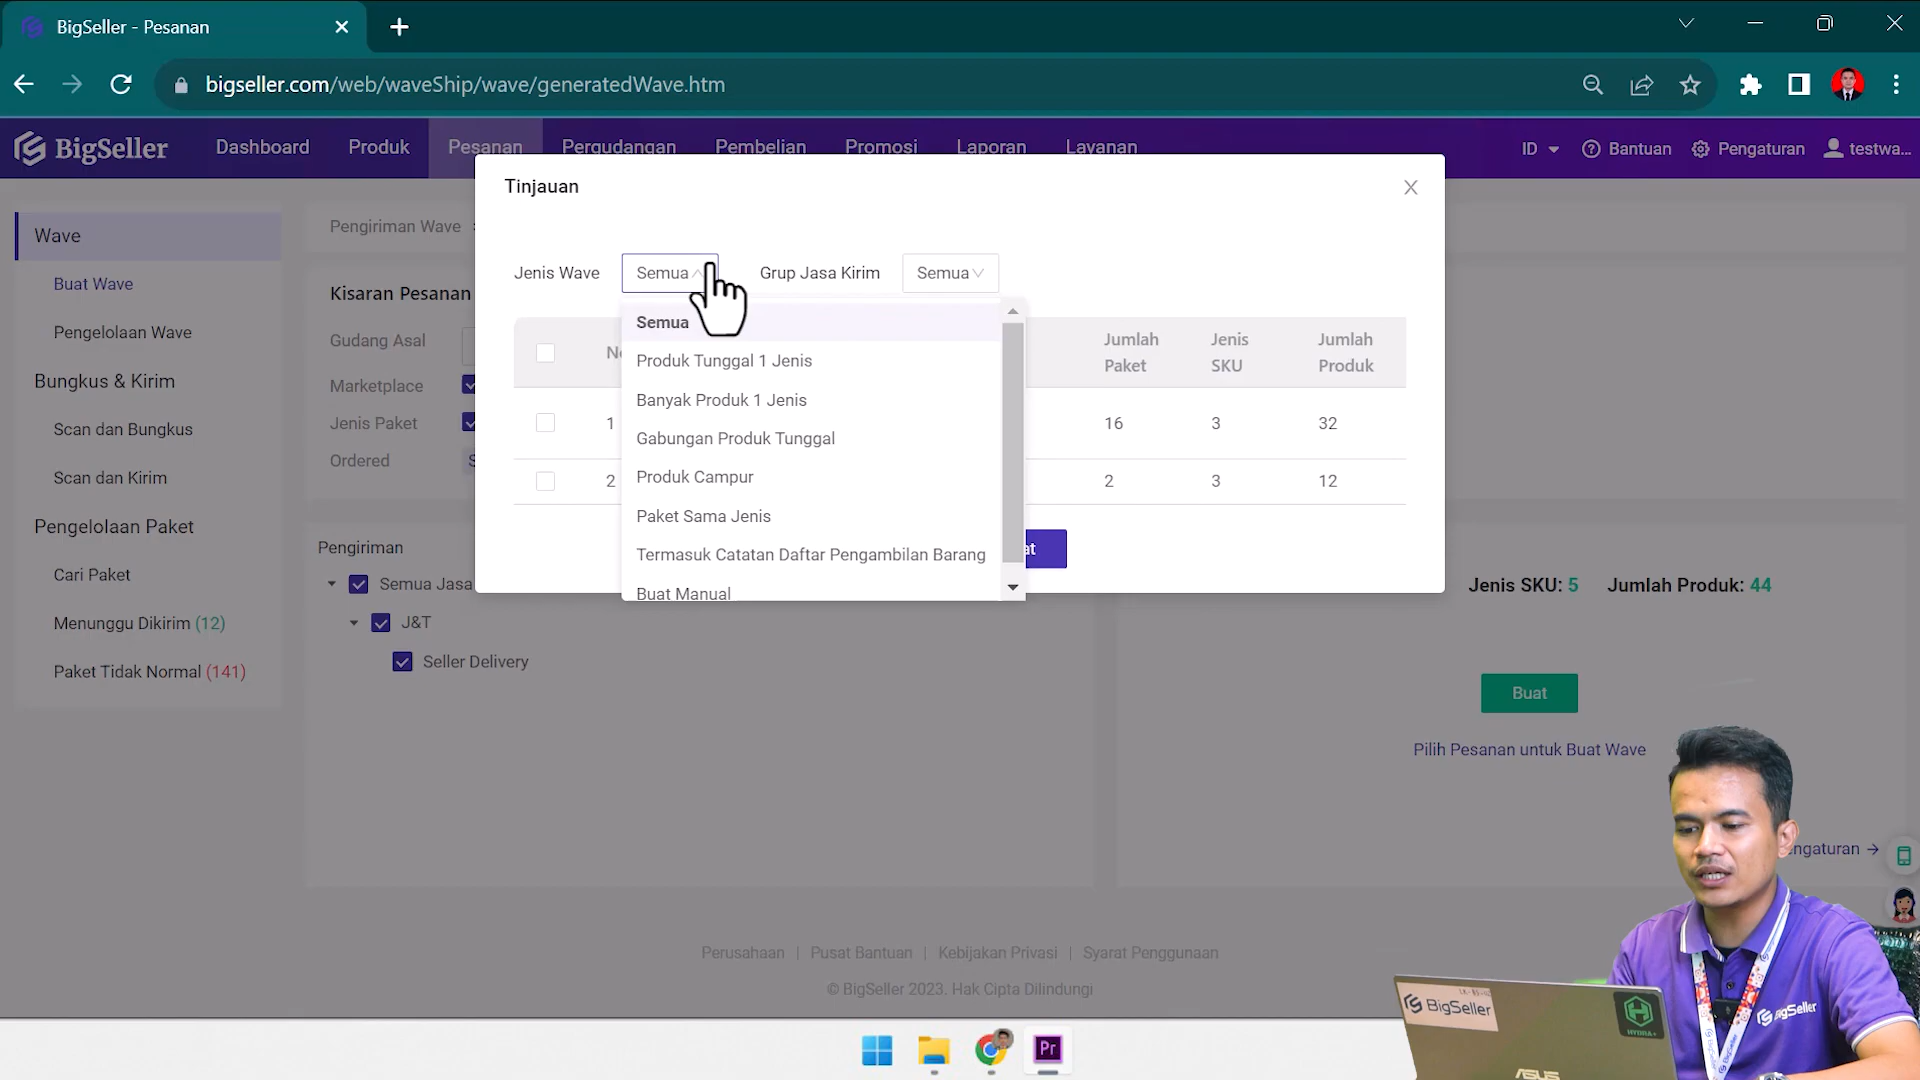 BigSeller - Pesanan
bigseller.com/web/waveShip/wave/generatedWave.htm
BigSeller
Dashboard
Produk
Pesanan
Pergudangan
Pembelian
Promosi
Laporan
Layanan
ID
Bantuan
Pengaturan
testwa...
Wave
Buat Wave
Pengelolaan Wave
Bungkus & Kirim
Scan dan Bungkus
Scan dan Kirim
Pengelolaan Paket
Cari Paket
Menunggu Dikirim (12)
Paket Tidak Normal (141)
Pengiriman Wave
Kisaran Pesanan
Gudang Asal
Marketplace
Jenis Paket
Ordered
Pengiriman
Semua Jasa
J&T
Seller Delivery
Tinjauan
Jenis Wave
Semua
Grup Jasa Kirim
Semua
Semua
Produk Tunggal 1 Jenis
Banyak Produk 1 Jenis
Gabungan Produk Tunggal
Produk Campur
Paket Sama Jenis
Termasuk Catatan Daftar Pengambilan Barang
Buat Manual
Jumlah Paket
Jenis SKU
Jumlah Produk
1
16
3
32
2
2
3
12
Jenis SKU: 5
Jumlah Produk: 44
Buat
Pilih Pesanan untuk Buat Wave
Perusahaan | Pusat Bantuan | Kebijakan Privasi | Syarat Penggunaan
© BigSeller 2023. Hak Cipta Dilindungi
Pr
BigSeller
HYDRA+
ASUS
BigSeller